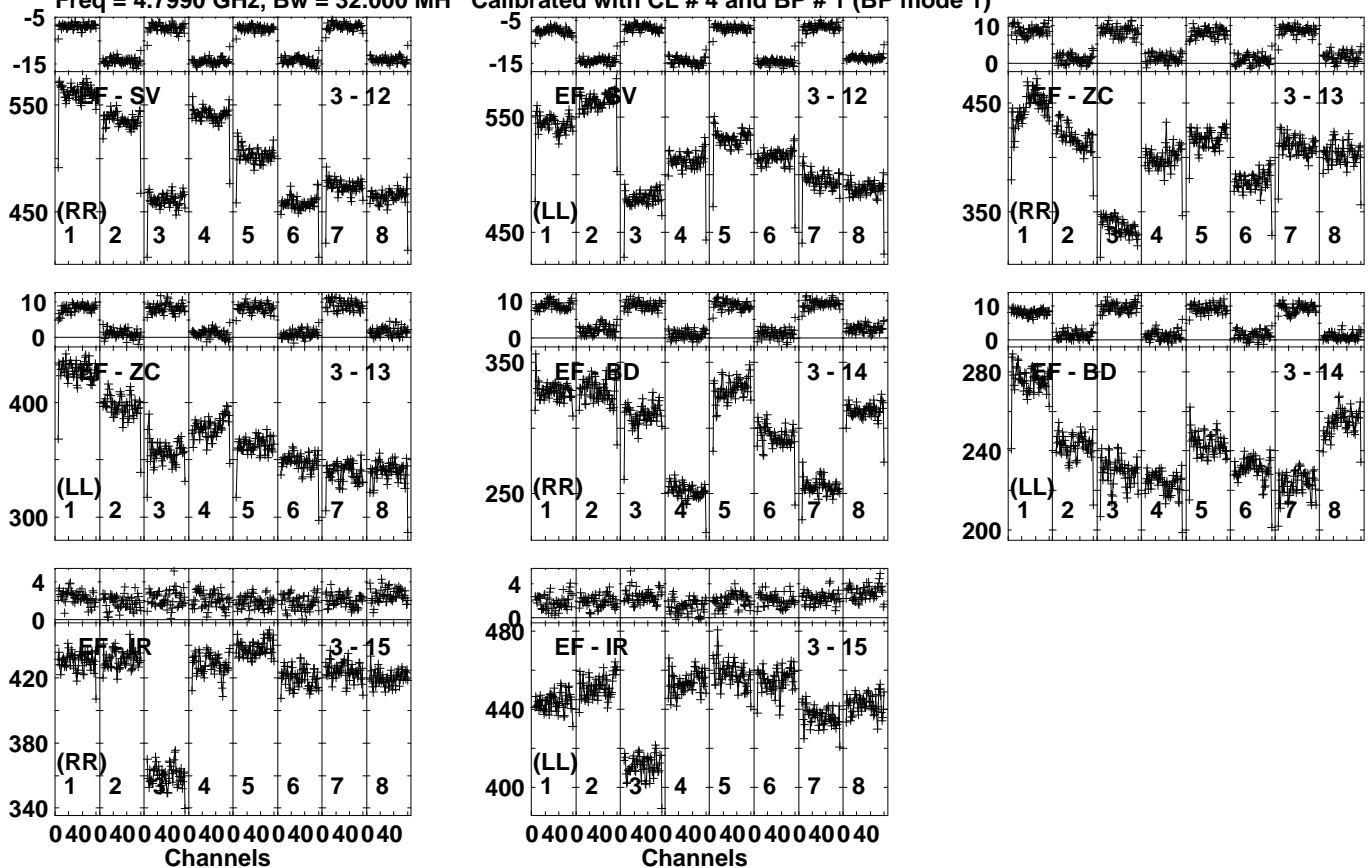 Freq = 4.7990 GHz, Bw = 32.000 MH Calibrated with CL # 4 and BP # 1 (BP mode 1)
-5
-15
550
450
EF - SV 3 - 12
(RR)
1 2 3 4 5 6 7 8
-5
-15
550
450
EF - SV 3 - 12
(LL)
1 2 3 4 5 6 7 8
10
0
450
350
EF - ZC 3 - 13
(RR)
1 2 3 4 5 6 7 8
10
0
400
300
EF - ZC 3 - 13
(LL)
1 2 3 4 5 6 7 8
10
0
350
250
EF - BD 3 - 14
(RR)
1 2 3 4 5 6 7 8
10
0
280
240
200
EF - BD 3 - 14
(LL)
1 2 3 4 5 6 7 8
4
0
420
380
340
EF - IR 3 - 15
(RR)
1 2 3 4 5 6 7 8
0 40 0 40 0 40 0 40 0 40 0 40 0 40 0 40
Channels
4
0
480
440
400
EF - IR 3 - 15
(LL)
1 2 3 4 5 6 7 8
0 40 0 40 0 40 0 40 0 40 0 40 0 40 0 40
Channels